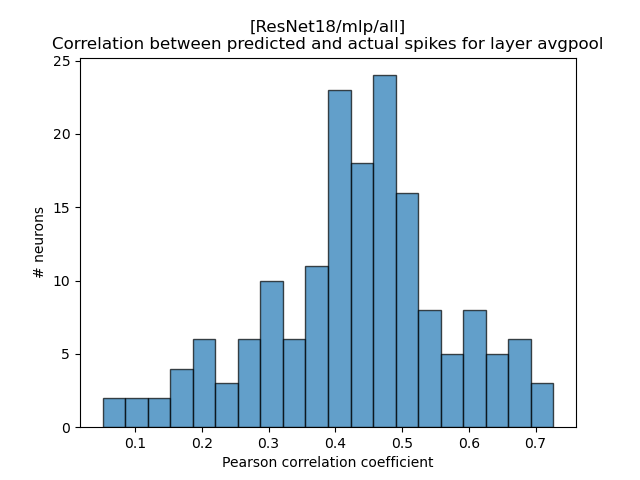 [ResNet18/mlp/all]
Correlation between predicted and actual spikes for layer avgpool
25
20
15
10
5
0
# neurons
0.1 0.2 0.3 0.4 0.5 0.6 0.7
Pearson correlation coefficient